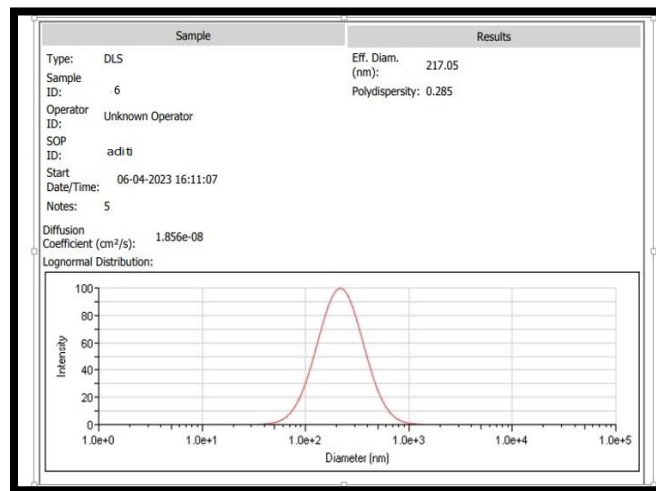 Sample
Results
Type: DLS
Sample
ID: 6
Operator
ID: Unknown Operator
SOP
ID: aditi
Start
Date/Time: 06-04-2023 16:11:07
Notes: 5
Diffusion
Coefficient (cm²/s): 1.856e-08
Eff. Diam.
(nm): 217.05
Polydispersity: 0.285
Lognormal Distribution:
Intensity
100
80
60
40
20
0
1.0e+0 1.0e+1 1.0e+2 1.0e+3 1.0e+4 1.0e+5
Diameter (nm)